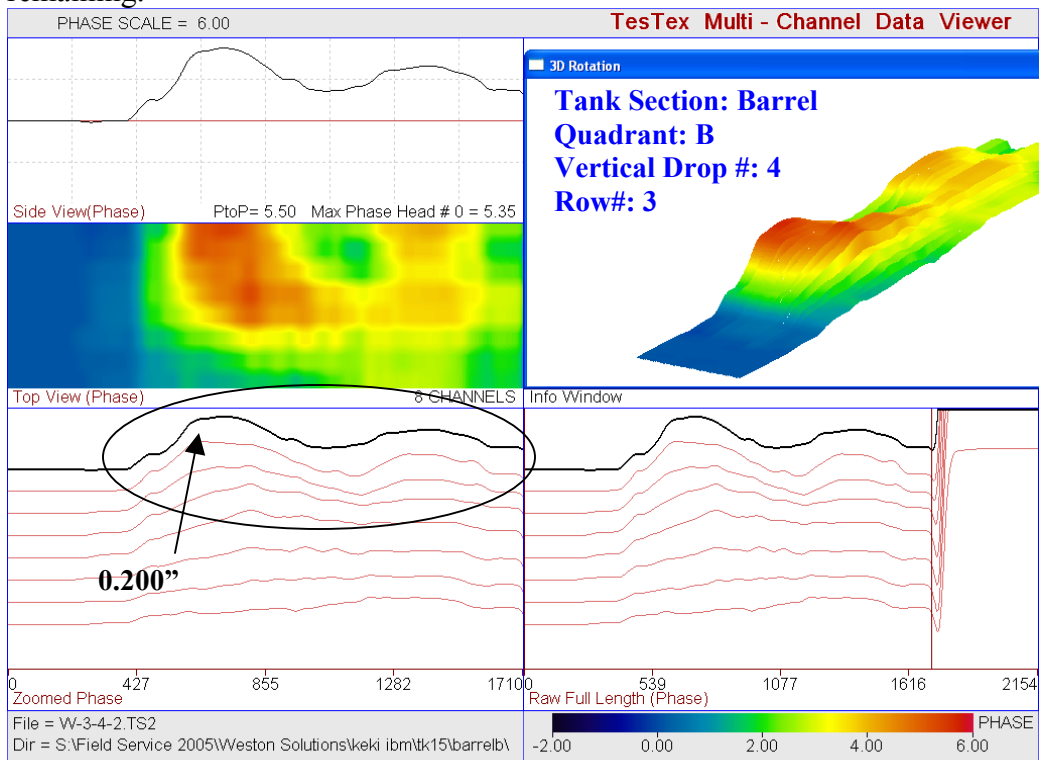 remaining.
PHASE SCALE = 6.00
TesTex Multi - Channel Data Viewer
3D Rotation
Tank Section: Barrel
Quadrant: B
Vertical Drop #: 4
Row#: 3
Side View(Phase) PtoP= 5.50 Max Phase Head # 0 = 5.35
Top View (Phase) 8 CHANNELS
Info Window
0.200”
0 427 855 1282 1710
Zoomed Phase
0 539 1077 1616 2154
Raw Full Length (Phase)
File = W-3-4-2.TS2
Dir = S:\Field Service 2005\Weston Solutions\keki ibm\tk15\barrelb\
PHASE
-2.00 0.00 2.00 4.00 6.00